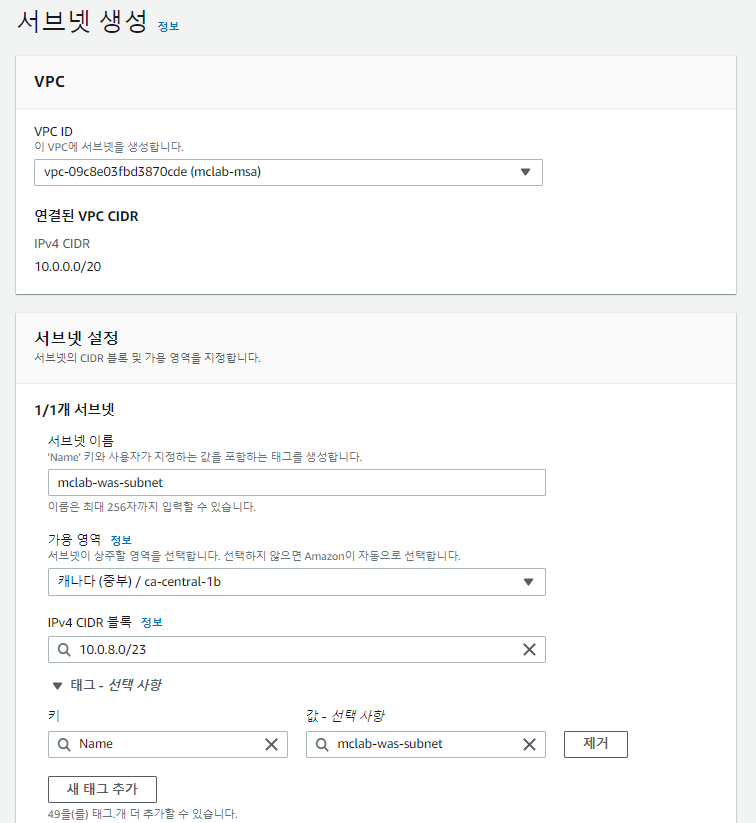 서브넷 생성 정보
VPC
VPC ID
이 VPC에 서브넷을 생성합니다.
vpc-09c8e03fbd3870cde (mclab-msa)
연결된 VPC CIDR
IPv4 CIDR
10.0.0.0/20
서브넷 설정
서브넷의 CIDR 블록 및 가용 영역을 지정합니다.
1/1개 서브넷
서브넷 이름
'Name' 키와 사용자가 지정하는 값을 포함하는 태그를 생성합니다.
mclab-was-subnet
이름은 최대 256자까지 입력할 수 있습니다.
가용 영역 정보
서브넷이 상주할 영역을 선택합니다. 선택하지 않으면 Amazon이 자동으로 선택합니다.
캐나다 (중부) / ca-central-1b
IPv4 CIDR 블록 정보
10.0.8.0/23
태그 - 선택 사항
키 값 - 선택 사항
Name mclab-was-subnet 제거
새 태그 추가
49을(를) 태그.개 더 추가할 수 있습니다.